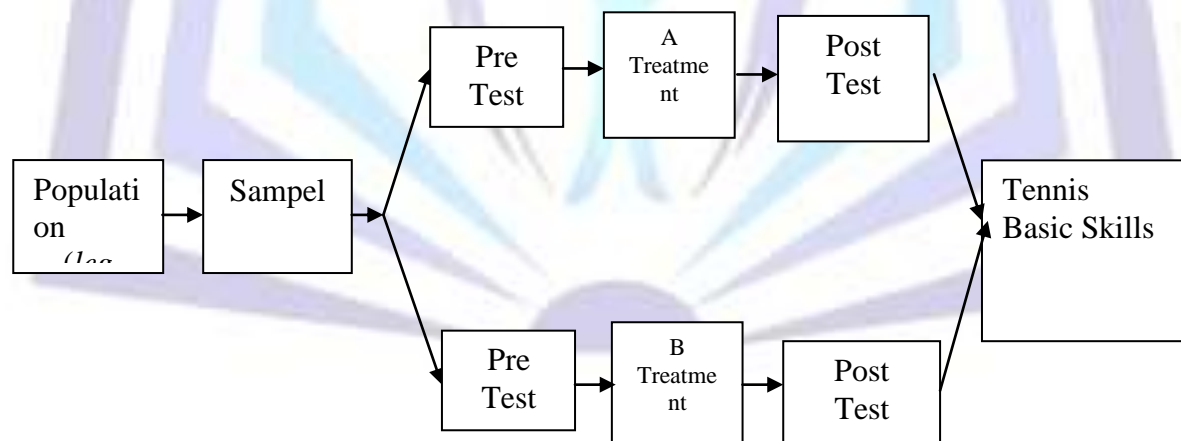 Populati
on
Sampel
Pre
Test
A
Treatme
nt
Post
Test
Pre
Test
B
Treatme
nt
Post
Test
Tennis
Basic Skills